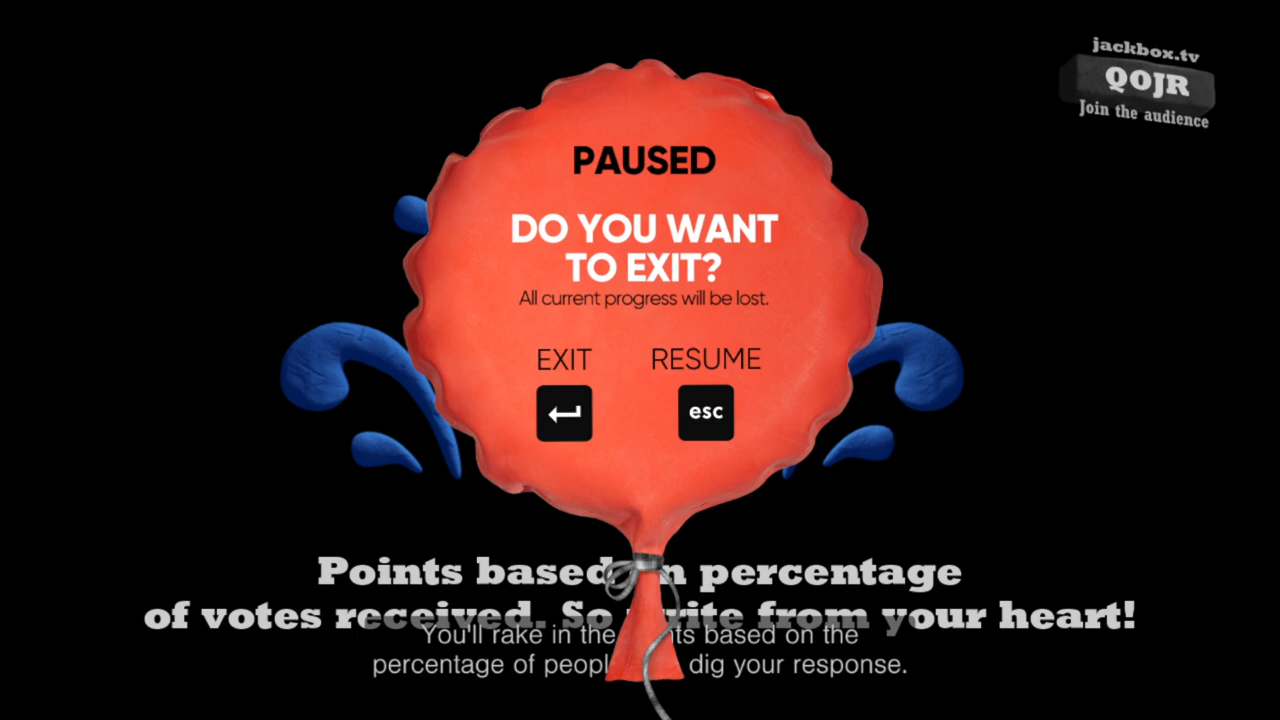 jackbox.tv
QOJR
Join the audience
PAUSED
DO YOU WANT
TO EXIT?
All current progress will be lost.
EXIT RESUME
esc
Points based percentage
of votes received. So from your heart!
You'll rake in the based on the
percentage of dig your response.